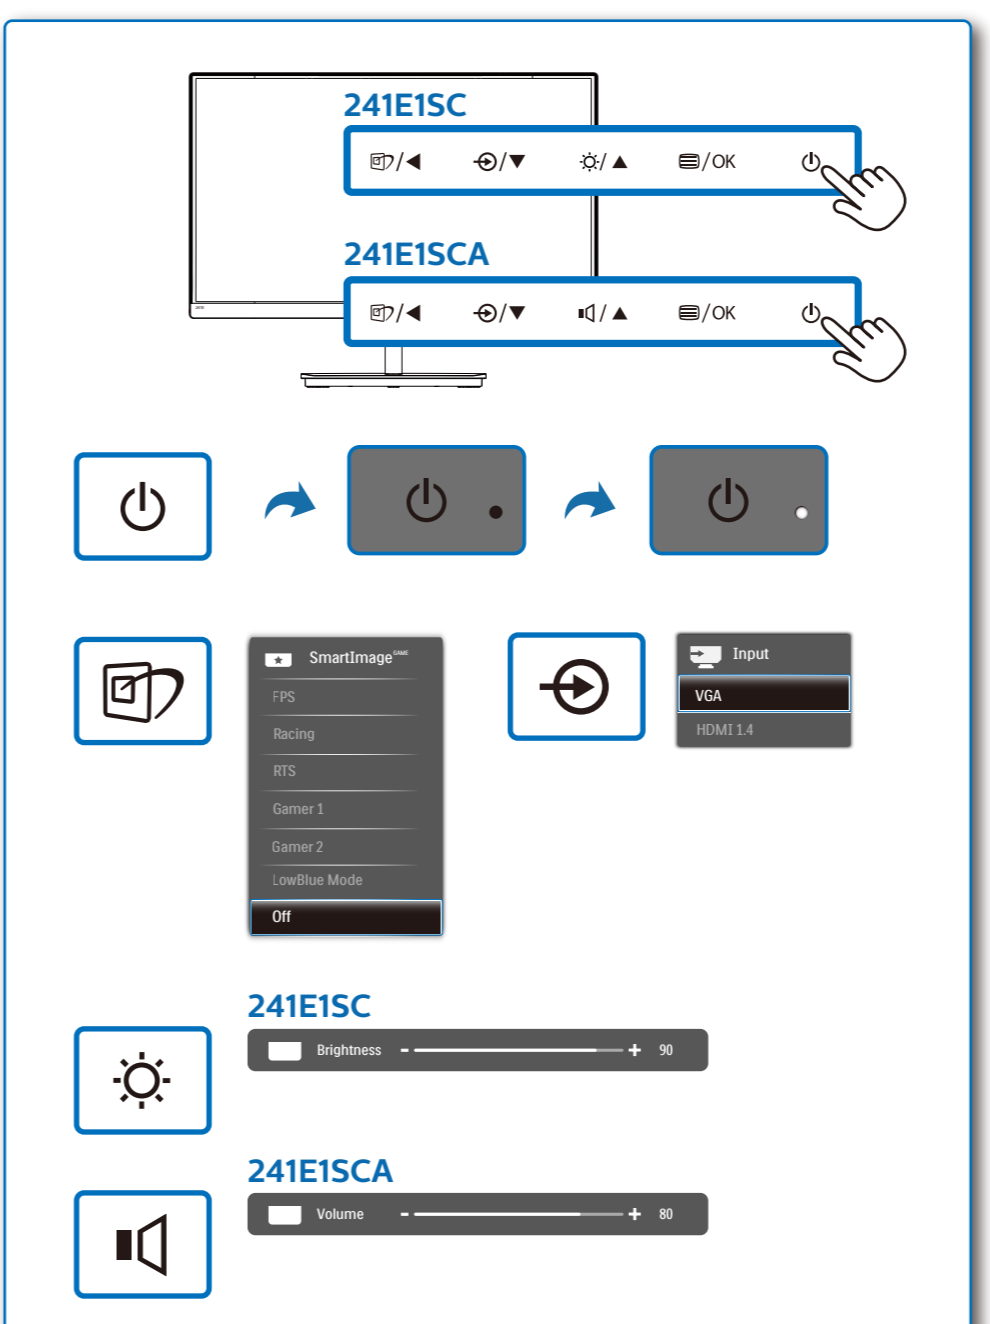 241E1SC
/◀ /▼ /▲ /OK
241E1SCA
/◀ /▼ /▲ /OK
SmartImage GAME
FPS
Racing
RTS
Gamer 1
Gamer 2
LowBlue Mode
Off
Input
VGA
HDMI 1.4
241E1SC
Brightness - + 90
241E1SCA
Volume - + 80